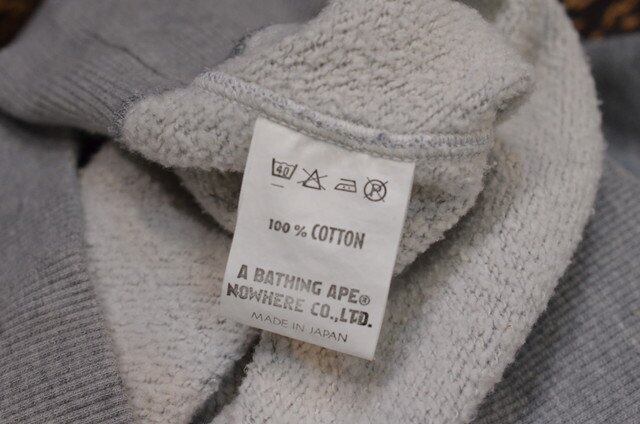 40
100% COTTON
A BATHING APE®
NOWHERE CO.,LTD.
MADE IN JAPAN